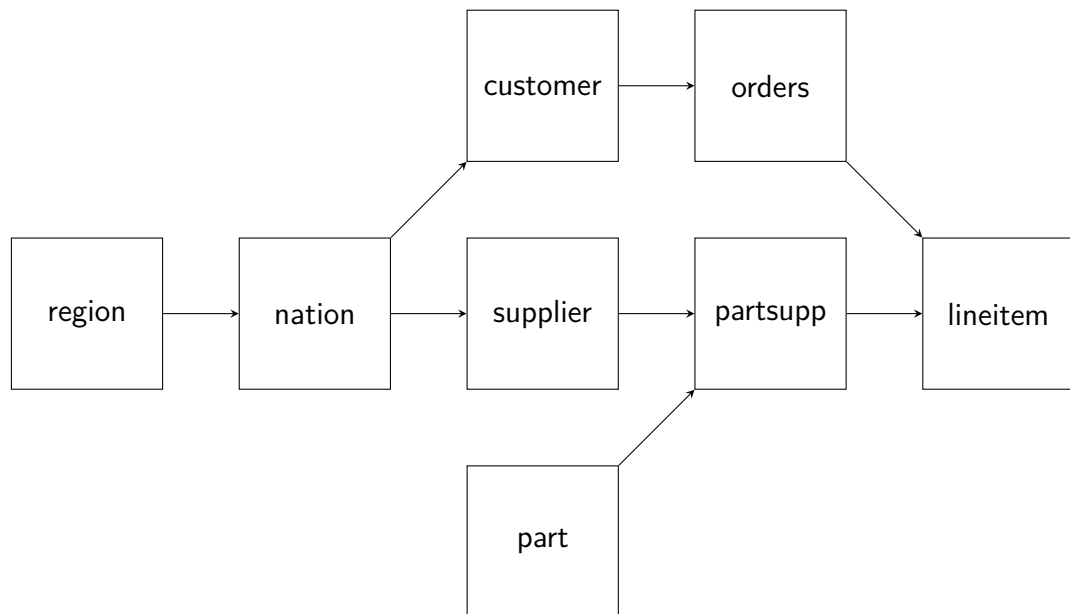 customer
orders
region
nation
supplier
partsupp
lineitem
part